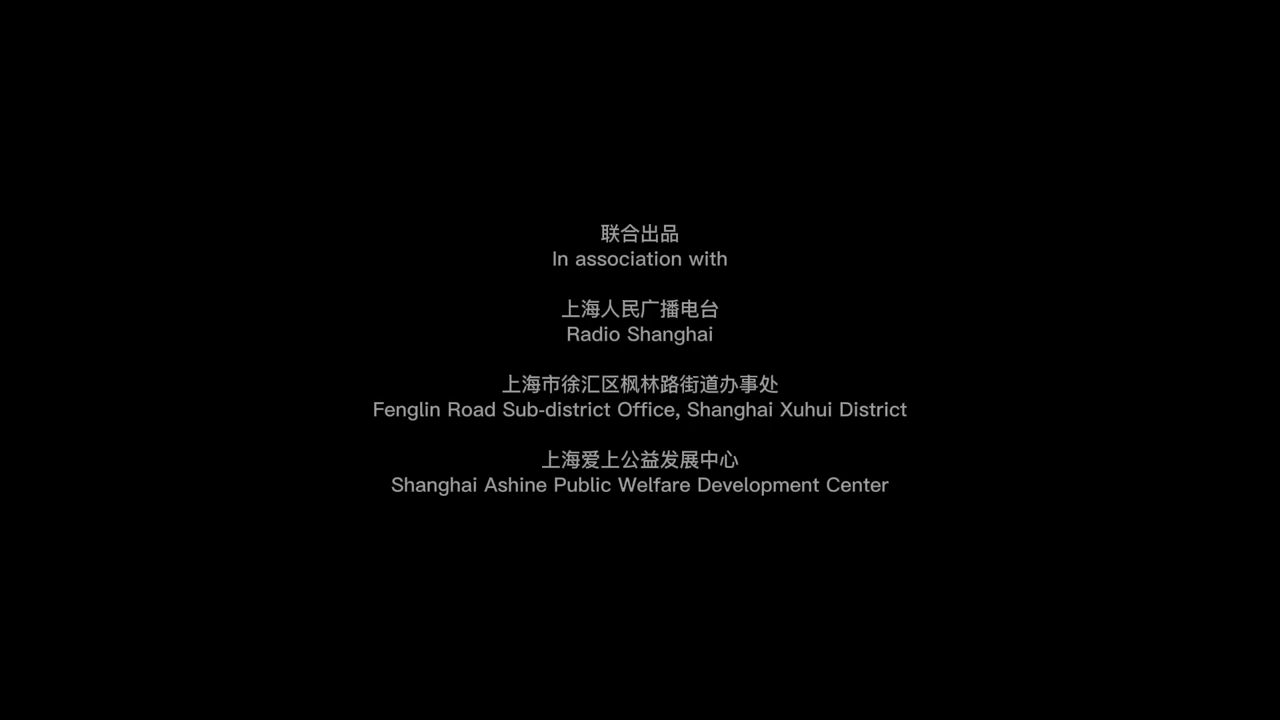 联合出品
In association with
上海人民广播电台
Radio Shanghai
上海市徐汇区枫林路街道办事处
Fenglin Road Sub-district Office, Shanghai Xuhui District
上海爱上公益发展中心
Shanghai Ashine Public Welfare Development Center